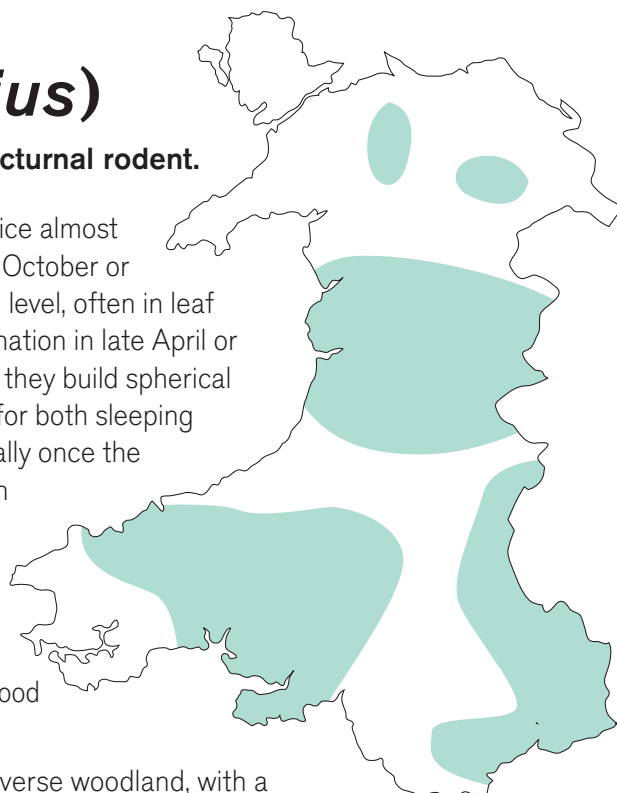 ius)
cturnal rodent.
ice almost
October or
level, often in leaf
nation in late April or
they build spherical
for both sleeping
ally once the
n
ood
verse woodland, with a